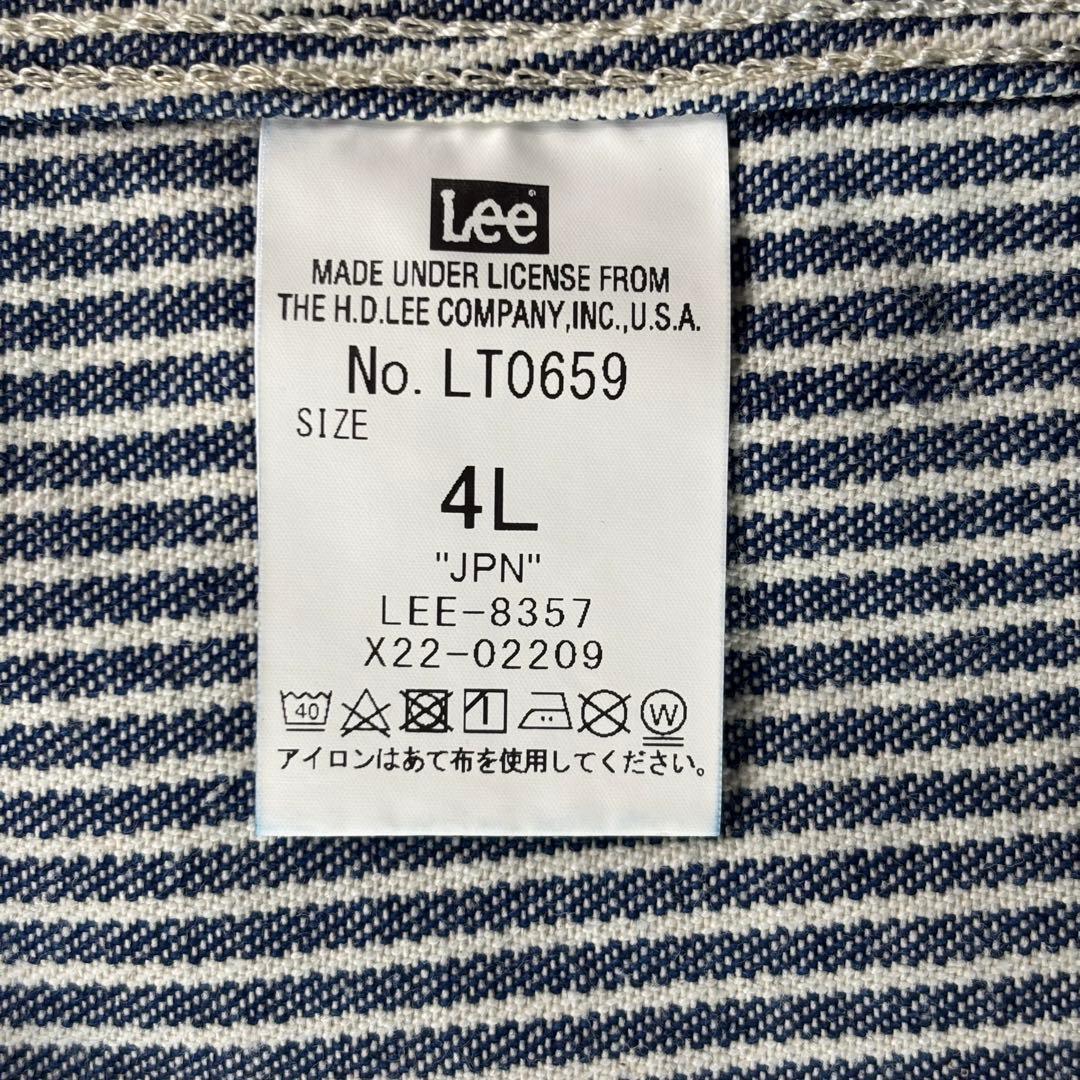 Lee®
MADE UNDER LICENSE FROM
THE H.D.LEE COMPANY,INC.,U.S.A.
No. LT0659
SIZE
4L
"JPN"
LEE-8357
X22-02209
40 W
アイロンはあて布を使用してください。